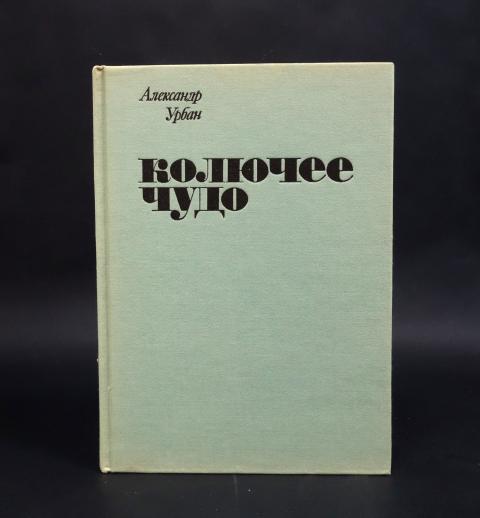 Александр
Урбан
колючее
чудо